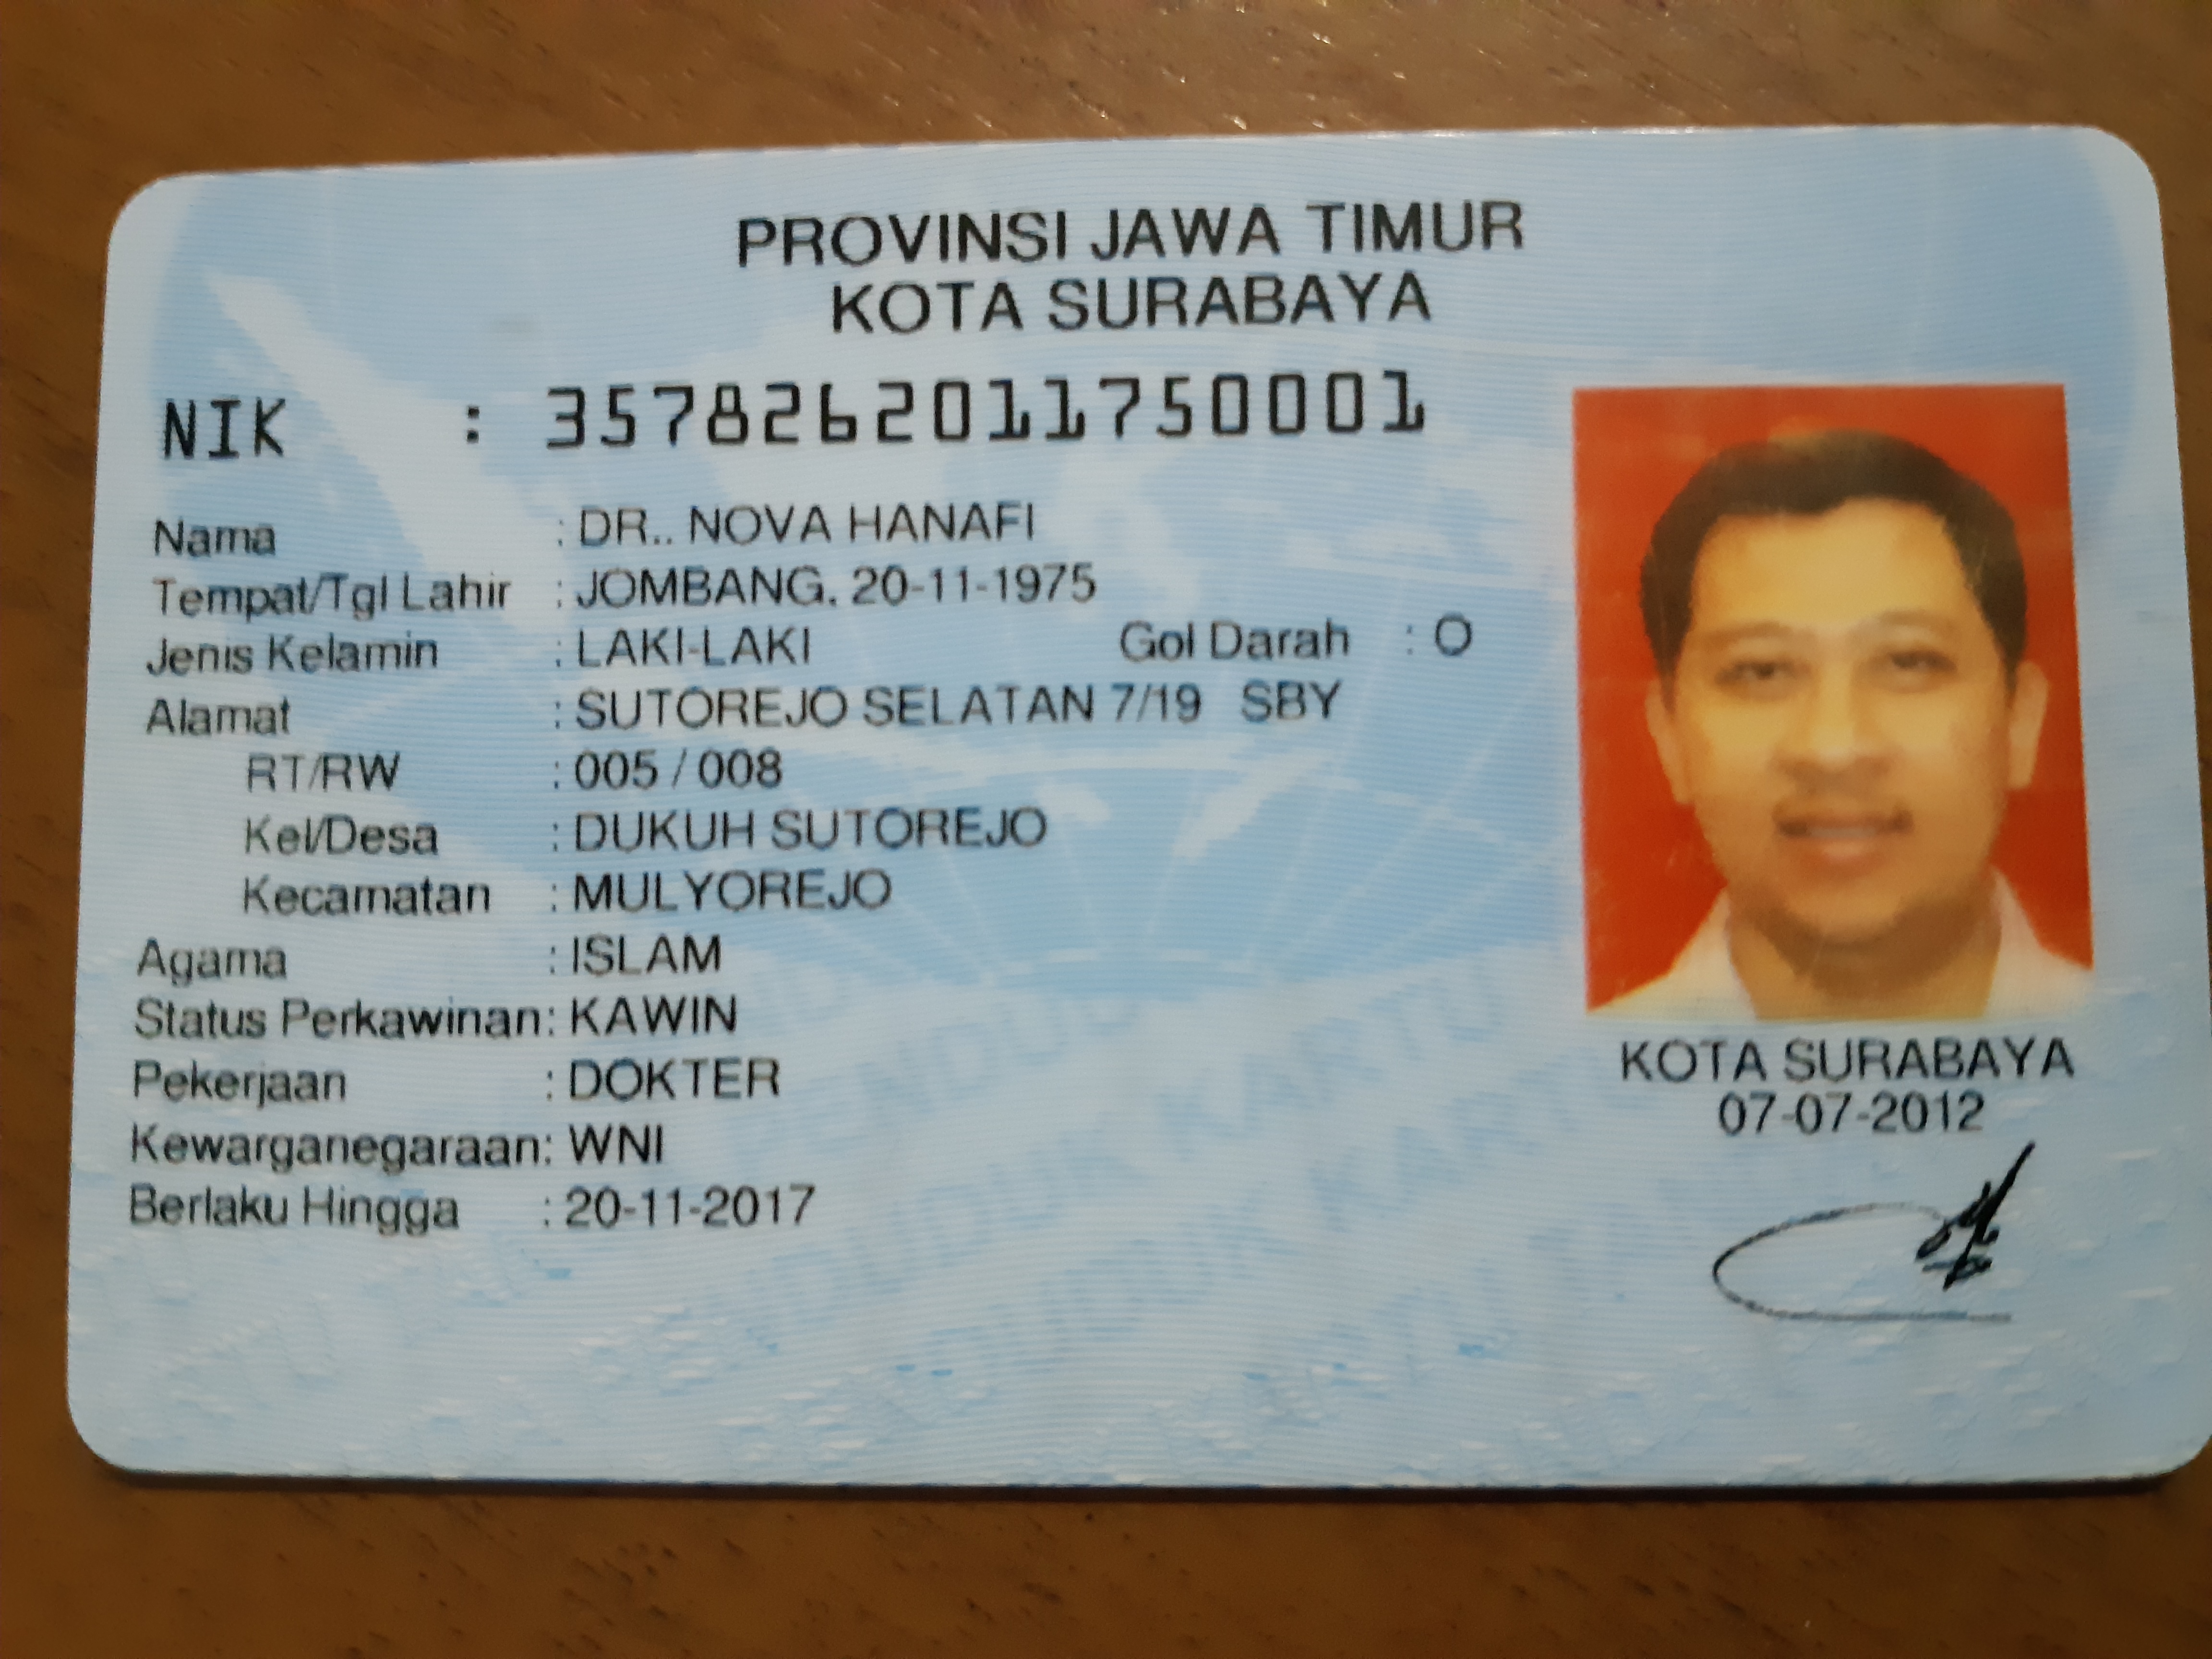 PROVINSI JAWA TIMUR
KOTA SURABAYA
NIK : 3578262011750001
Nama : DR.. NOVA HANAFI
Tempat/Tgl Lahir : JOMBANG, 20-11-1975
Jenis Kelamin : LAKI-LAKI Gol Darah : O
Alamat : SUTOREJO SELATAN 7/19 SBY
RT/RW : 005 / 008
Kel/Desa : DUKUH SUTOREJO
Kecamatan : MULYOREJO
Agama : ISLAM
Status Perkawinan: KAWIN
Pekerjaan : DOKTER
Kewarganegaraan: WNI
Berlaku Hingga : 20-11-2017
KOTA SURABAYA
07-07-2012